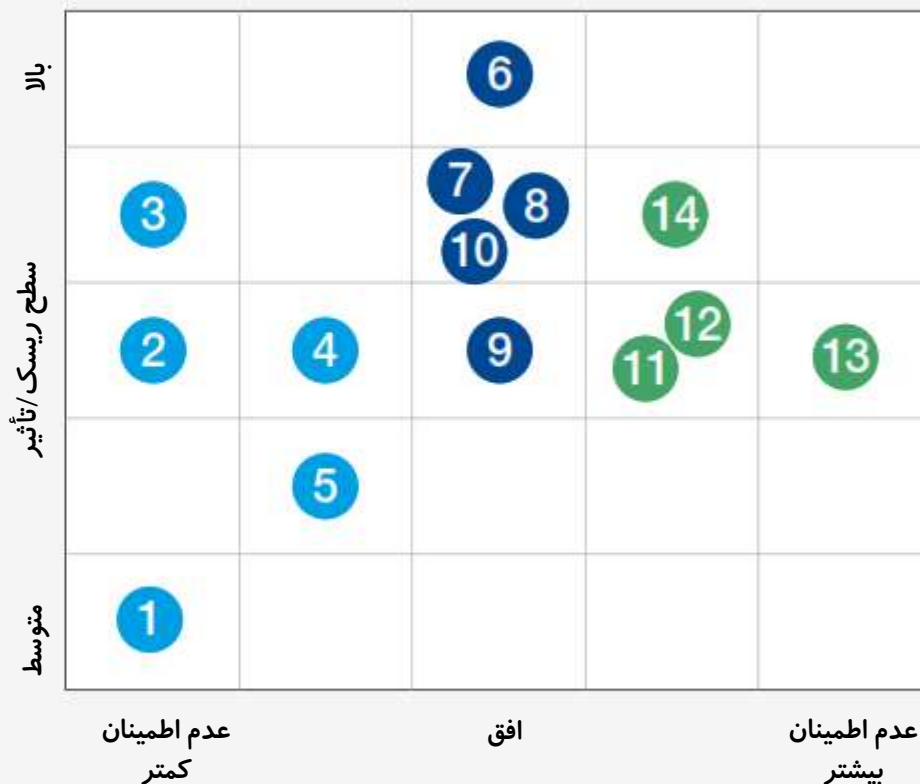 بالا
6
7
8
3
14
10
سطح ریسک/تأثیر
12
2
4
9
11
13
5
متوسط
1
عدم اطمینان
کمتر
افق
عدم اطمینان
بیشتر